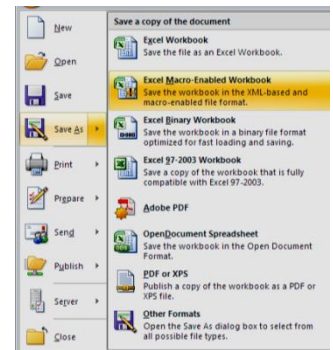 New
Open
Save
Save As
Print
Prepare
Send
Publish
Server
Close
Save a copy of the document
Excel Workbook
Save the file as an Excel Workbook.
Excel Macro-Enabled Workbook
Save the workbook in the XML-based and
macro-enabled file format.
Excel Binary Workbook
Save the workbook in a binary file format
optimized for fast loading and saving.
Excel 97-2003 Workbook
Save a copy of the workbook that is fully
compatible with Excel 97-2003.
Adobe PDF
OpenDocument Spreadsheet
Save the workbook in the Open Document
Format.
PDF or XPS
Publish a copy of the workbook as a PDF or
XPS file.
Other Formats
Open the Save As dialog box to select from
all possible file types.